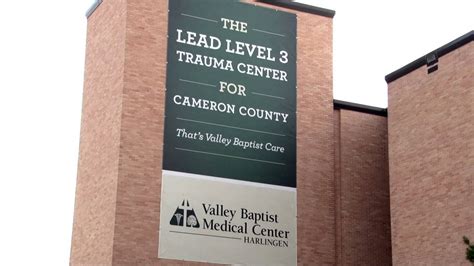 THE
LEAD LEVEL 3
TRAUMA CENTER
FOR
CAMERON COUNTY
That's Valley Baptist Care
Valley Baptist
Medical Center
HARLINGEN